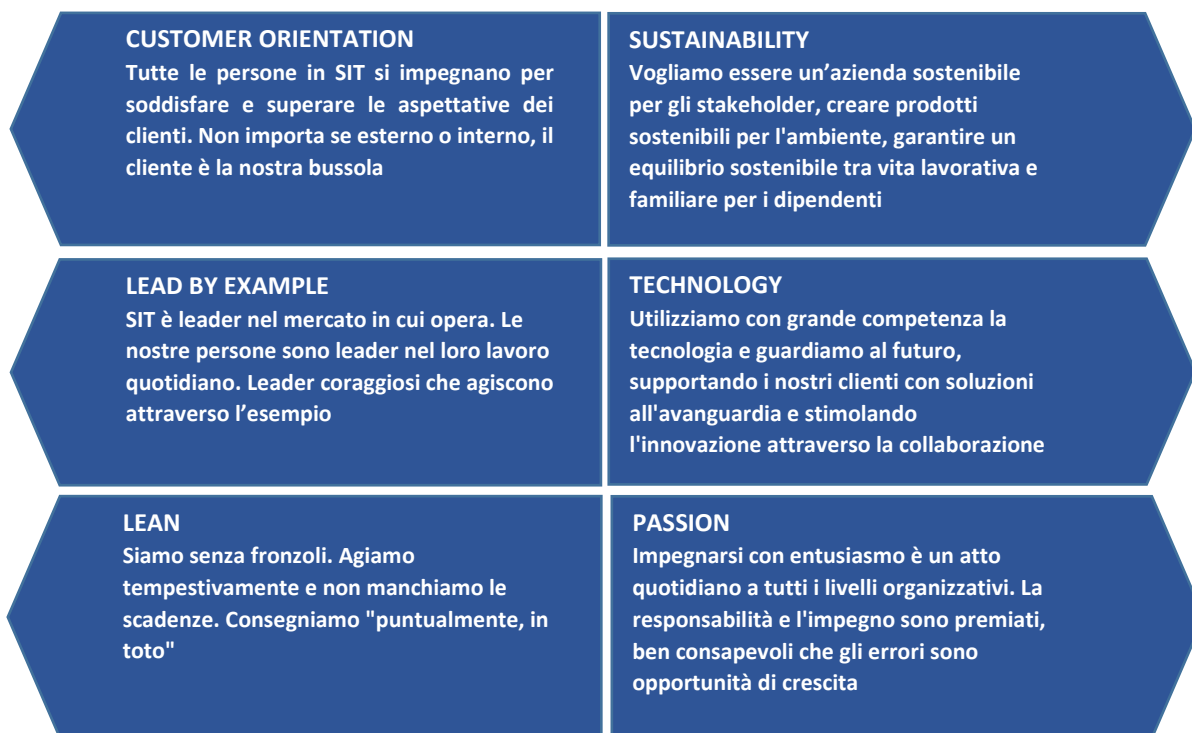 CUSTOMER ORIENTATION
Tutte le persone in SIT si impegnano per
soddisfare e superare le aspettative dei
clienti. Non importa se esterno o interno, il
cliente è la nostra bussola
SUSTAINABILITY
Vogliamo essere un’azienda sostenibile
per gli stakeholder, creare prodotti
sostenibili per l'ambiente, garantire un
equilibrio sostenibile tra vita lavorativa e
familiare per i dipendenti
LEAD BY EXAMPLE
SIT è leader nel mercato in cui opera. Le
nostre persone sono leader nel loro lavoro
quotidiano. Leader coraggiosi che agiscono
attraverso l’esempio
TECHNOLOGY
Utilizziamo con grande competenza la
tecnologia e guardiamo al futuro,
supportando i nostri clienti con soluzioni
all'avanguardia e stimolando
l'innovazione attraverso la collaborazione
LEAN
Siamo senza fronzoli. Agiamo
tempestivamente e non manchiamo le
scadenze. Consegniamo "puntualmente, in
toto"
PASSION
Impegnarsi con entusiasmo è un atto
quotidiano a tutti i livelli organizzativi. La
responsabilità e l'impegno sono premiati,
ben consapevoli che gli errori sono
opportunità di crescita